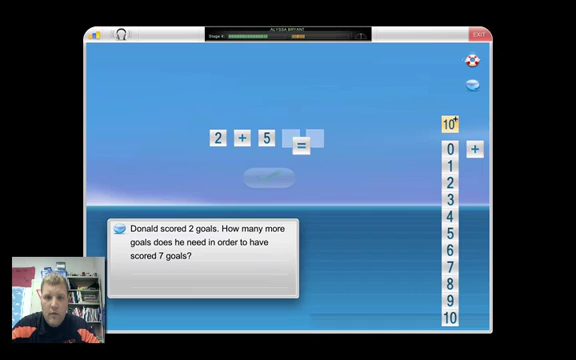 ALYSSA BRYANT
Stage 4
EXIT
10+
2 + 5 =
0 +
1
2
3
4
5
6
7
8
9
10
Donald scored 2 goals. How many more
goals does he need in order to have
scored 7 goals?